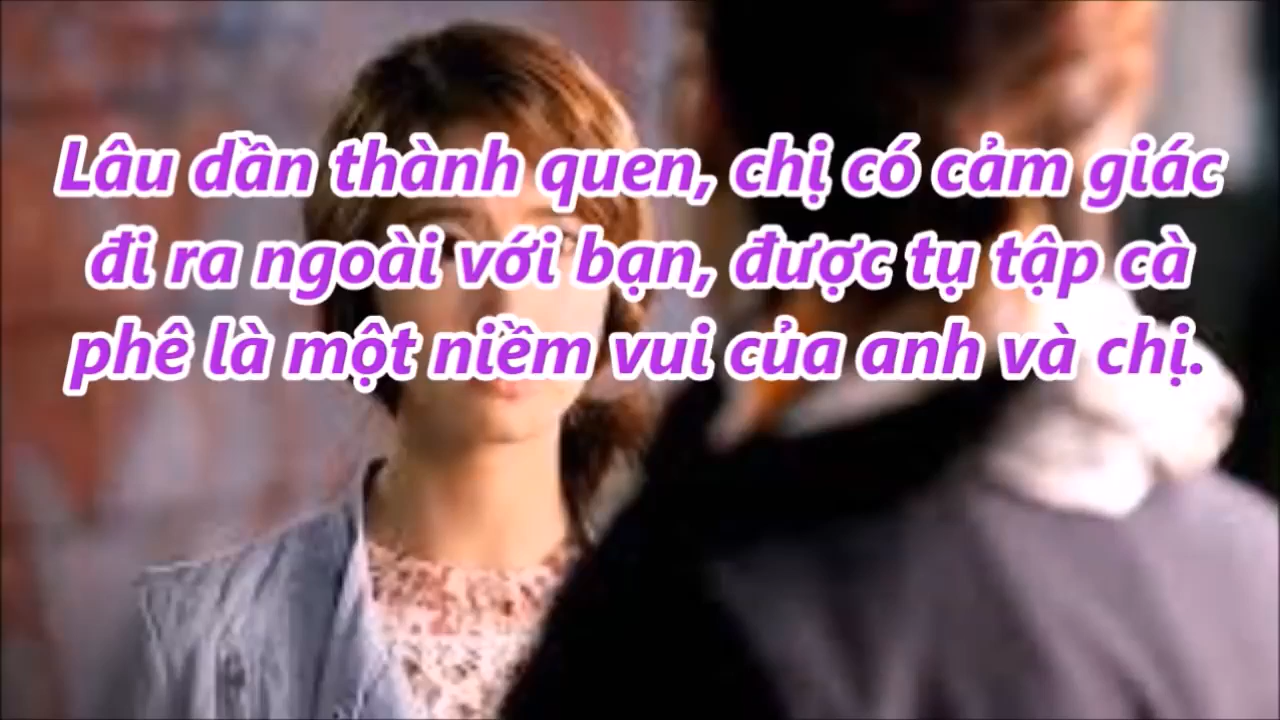 Lâu dần thành quen, chị có cảm giác
đi ra ngoài với bạn, được tụ tập cà
phê là một niềm vui của anh và chị.